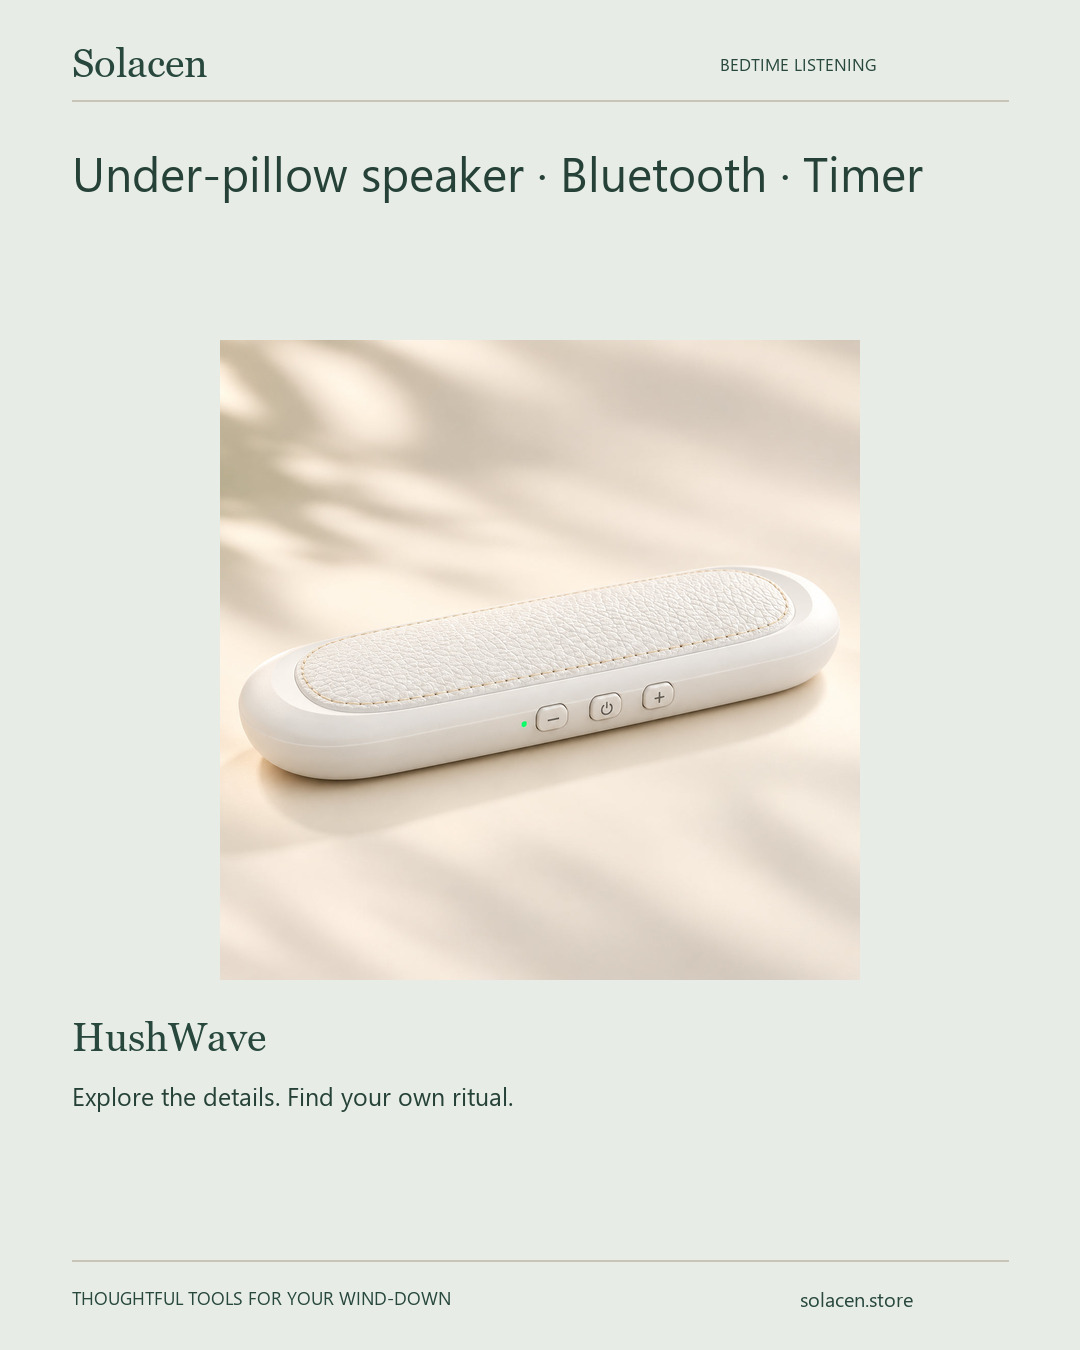 Solacen
BEDTIME LISTENING
Under-pillow speaker · Bluetooth · Timer
HushWave
Explore the details. Find your own ritual.
THOUGHTFUL TOOLS FOR YOUR WIND-DOWN
solacen.store